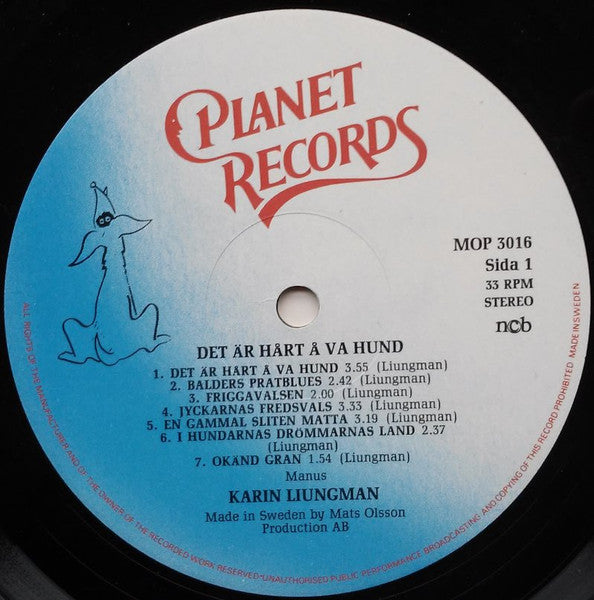 PLANET
RECORDS
MOP 3016
Sida 1
33 RPM
STEREO
ncb
DET ÄR HÅRT Å VA HUND
1. DET ÄR HÅRT Å VA HUND 3.55 (Liungman)
2. BALDERS PRATBLUES 2.42 (Liungman)
3. FRIGGAVALSEN 2.00 (Liungman)
4. JYCKARNAS FREDSVALS 3.33 (Liungman)
5. EN GAMMAL SLITEN MATTA 3.19 (Liungman)
6. I HUNDARNAS DRÖMMARNAS LAND 2.37
(Liungman)
7. OKÄND GRAN 1.54 (Liungman)
Manus
KARIN LIUNGMAN
Made in Sweden by Mats Olsson
Production AB
ALL RIGHTS OF THE MANUFACTURER AND OF THE OWNER OF THE RECORDED WORK RESERVED·UNAUTHORISED PUBLIC PERFORMANCE BROADCASTING AND COPYING OF THIS RECORD PROHIBITED MADE IN SWEDEN